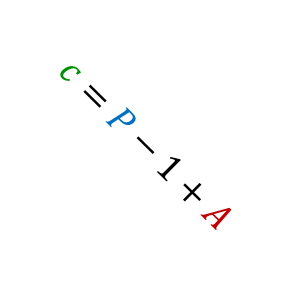 c = P − 1 + A